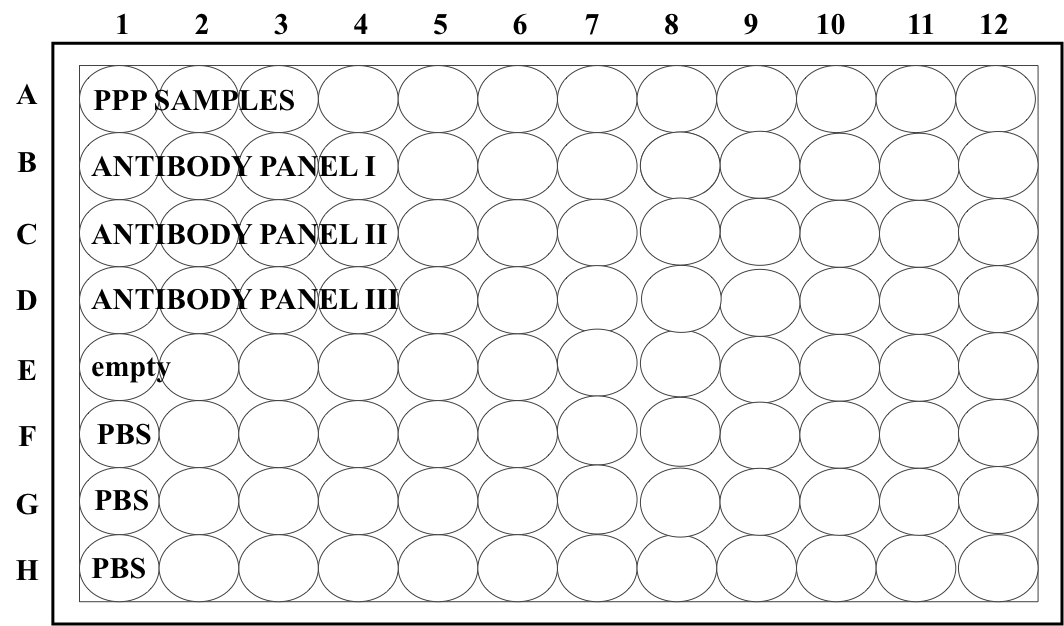 1 2 3 4 5 6 7 8 9 10 11 12
A PPP SAMPLES
B ANTIBODY PANEL I
C ANTIBODY PANEL II
D ANTIBODY PANEL III
E empty
F PBS
G PBS
H PBS